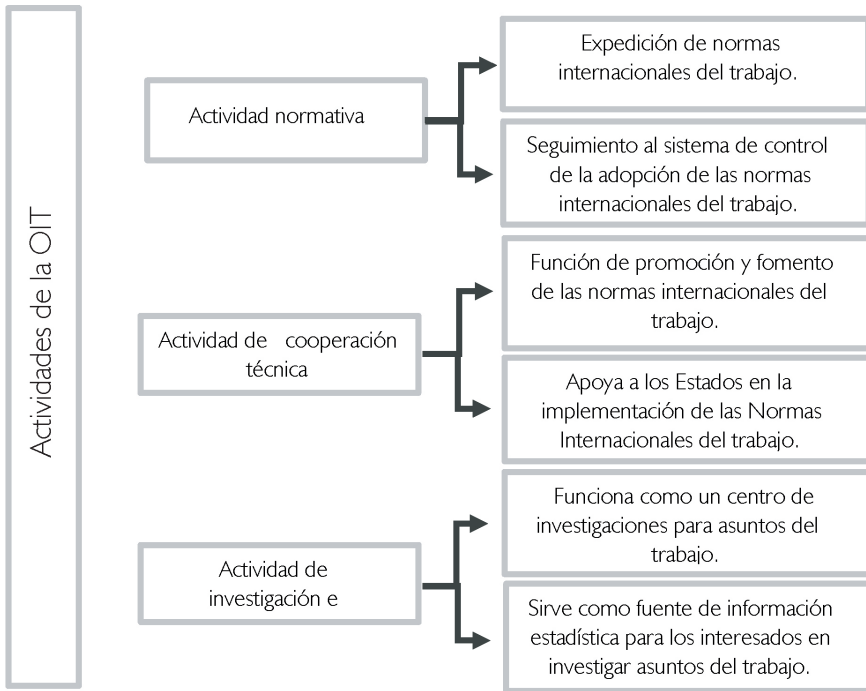 Actividades de la OIT
Actividad normativa
Expedición de normas
internacionales del trabajo.
Seguimiento al sistema de control
de la adopción de las normas
internacionales del trabajo.
Actividad de cooperación
técnica
Función de promoción y fomento
de las normas internacionales del
trabajo.
Apoya a los Estados en la
implementación de las Normas
Internacionales del trabajo.
Actividad de
investigación e
Funciona como un centro de
investigaciones para asuntos del
trabajo.
Sirve como fuente de información
estadística para los interesados en
investigar asuntos del trabajo.